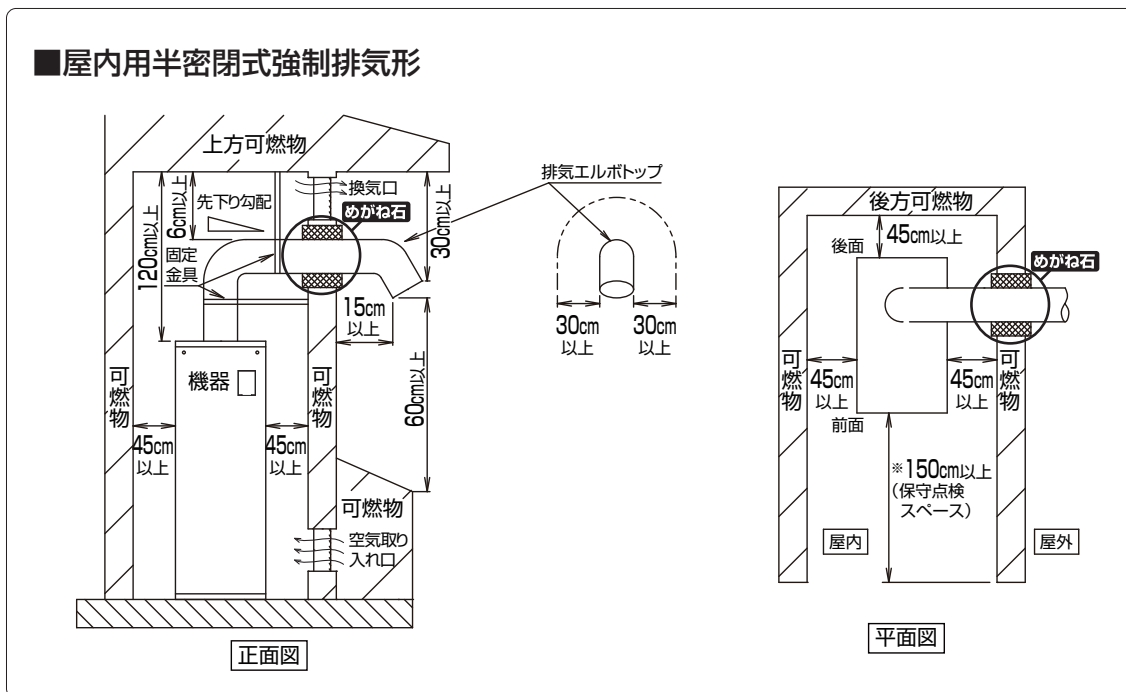 ■屋内用半密閉式強制排気形
上方可燃物
120cm以上
6cm以上
先下り勾配
換気口
めがね石
30cm以上
固定
金具
15cm
以上
60cm以上
機器
可燃物
可燃物
45cm
以上
45cm
以上
可燃物
空気取り
入れ口
正面図
排気エルボトップ
30cm
以上
30cm
以上
後方可燃物
後面
45cm以上
めがね石
可燃物
45cm
以上
45cm
以上
可燃物
前面
※150cm以上
(保守点検
スペース)
屋内
屋外
平面図